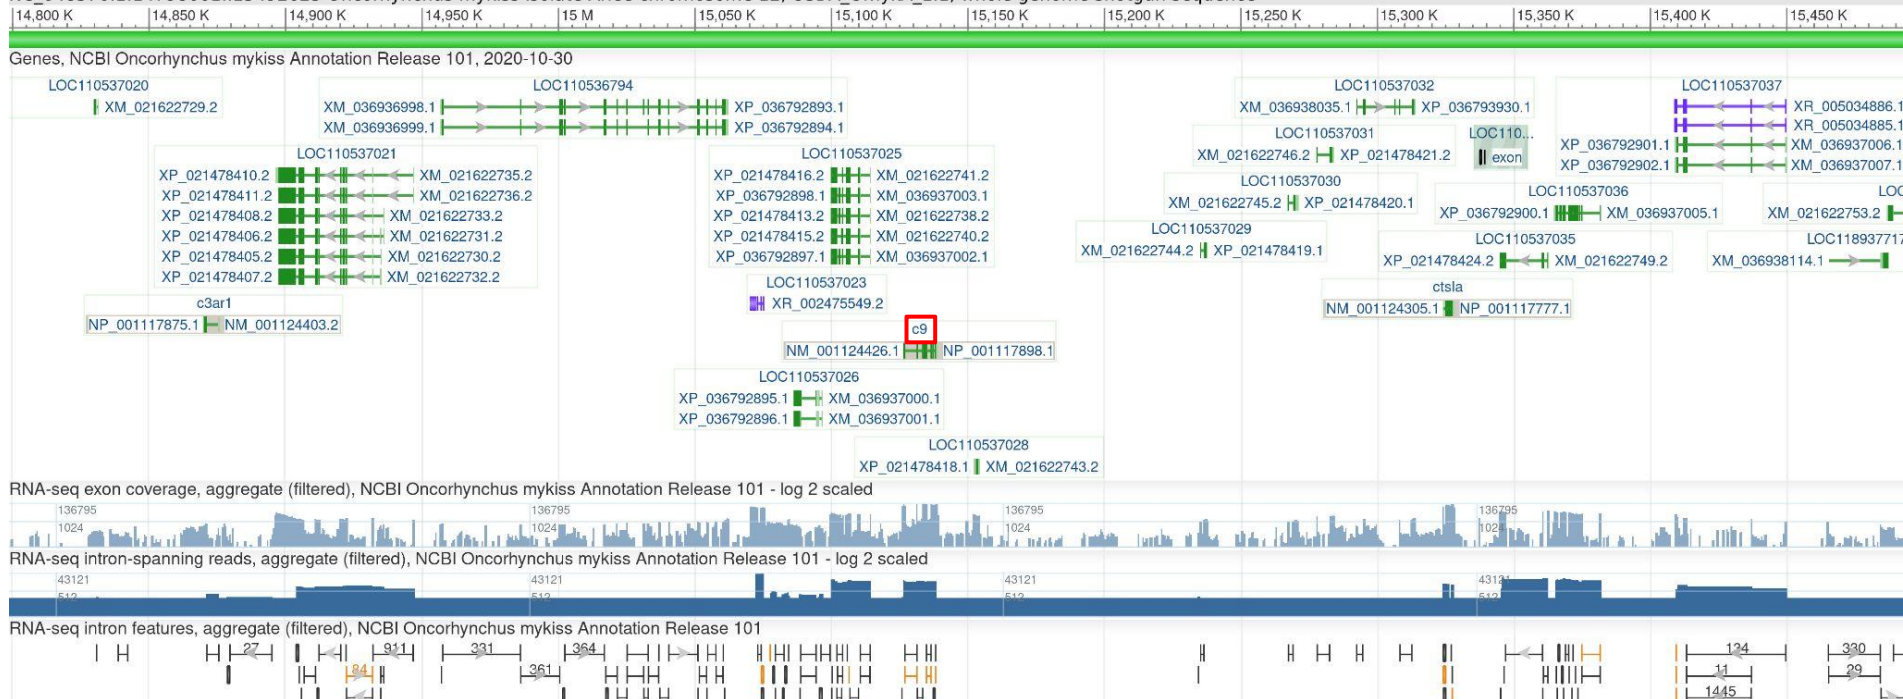 14,800 K 14,850 K 14,900 K 14,950 K 15 M 15,050 K 15,100 K 15,150 K 15,200 K 15,250 K 15,300 K 15,350 K 15,400 K 15,450 K
Genes, NCBI Oncorhynchus mykiss Annotation Release 101, 2020-10-30
LOC110537020 LOC110536794 LOC110537032 LOC110537037
XM_021622729.2 XM_036936998.1 XP_036792893.1 XM_036938035.1 XP_036793930.1 XR_005034886.1
XM_036936999.1 XP_036792894.1 XR_005034885.1
LOC110537031 LOC110...
XP_036792901.1 XM_036937006.1
LOC110537021 LOC110537025 XM_021622746.2 XP_021478421.2 exon
XP_036792902.1 XM_036937007.1
XP_021478410.2 XM_021622735.2 XP_021478416.2 XM_021622741.2
LOC110537030 LOC110537036 LOC
XP_021478411.2 XM_021622736.2 XP_036792898.1 XM_036937003.1
XM_021622745.2 XP_021478420.1
XP_021478408.2 XM_021622733.2 XP_021478413.2 XM_021622738.2 XP_036792900.1 XM_036937005.1 XM_021622753.2
LOC110537029
XP_021478406.2 XM_021622731.2 XP_021478415.2 XM_021622740.2 LOC110537035 LOC118937717
XM_021622744.2 XP_021478419.1
XP_021478405.2 XM_021622730.2 XP_036792897.1 XM_036937002.1 XP_021478424.2 XM_021622749.2 XM_036938114.1
XP_021478407.2 XM_021622732.2
LOC110537023 ctsla
c3ar1 XR_002475549.2 NM_001124305.1 XP_001117777.1
NP_001117875.1 NM_001124403.2
c9
NM_001124426.1 NP_001117898.1
LOC110537026
XP_036792895.1 XM_036937000.1
XP_036792896.1 XM_036937001.1
LOC110537028
XP_021478418.1 XM_021622743.2
RNA-seq exon coverage, aggregate (filtered), NCBI Oncorhynchus mykiss Annotation Release 101 - log 2 scaled
136795 136795 136795 136795
1024 1024 1024 1024
RNA-seq intron-spanning reads, aggregate (filtered), NCBI Oncorhynchus mykiss Annotation Release 101 - log 2 scaled
43121 43121 43121 43121
512 512 512 512
RNA-seq intron features, aggregate (filtered), NCBI Oncorhynchus mykiss Annotation Release 101
27 911 331 364 134 330
84 361 11 29
1445